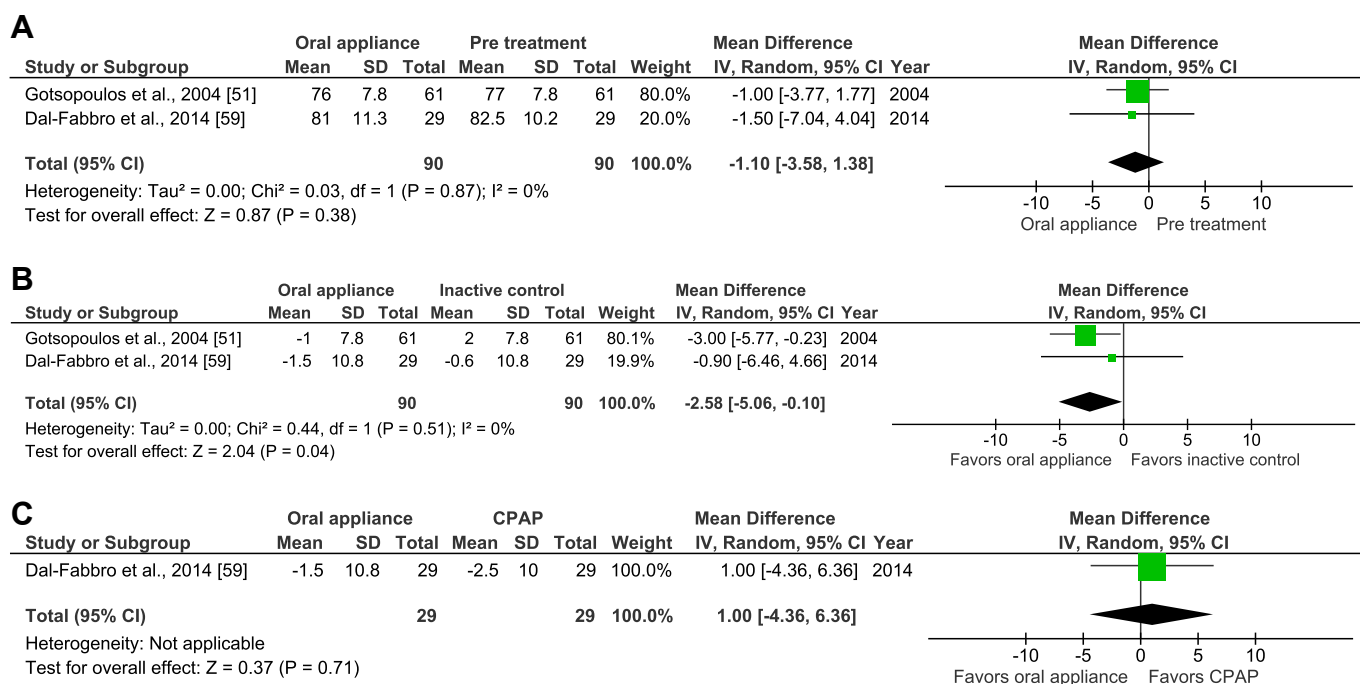 A
Oral appliance Pre treatment Mean Difference Mean Difference
Study or Subgroup Mean SD Total Mean SD Total Weight IV, Random, 95% CI Year IV, Random, 95% CI
Gotsopoulos et al., 2004 [51] 76 7.8 61 77 7.8 61 80.0% -1.00 [-3.77, 1.77] 2004
Dal-Fabbro et al., 2014 [59] 81 11.3 29 82.5 10.2 29 20.0% -1.50 [-7.04, 4.04] 2014
Total (95% CI) 90 90 100.0% -1.10 [-3.58, 1.38]
Heterogeneity: Tau² = 0.00; Chi² = 0.03, df = 1 (P = 0.87); I² = 0%
Test for overall effect: Z = 0.87 (P = 0.38)
-10 -5 0 5 10
Oral appliance Pre treatment
B
Oral appliance Inactive control Mean Difference Mean Difference
Study or Subgroup Mean SD Total Mean SD Total Weight IV, Random, 95% CI Year IV, Random, 95% CI
Gotsopoulos et al., 2004 [51] -1 7.8 61 2 7.8 61 80.1% -3.00 [-5.77, -0.23] 2004
Dal-Fabbro et al., 2014 [59] -1.5 10.8 29 -0.6 10.8 29 19.9% -0.90 [-6.46, 4.66] 2014
Total (95% CI) 90 90 100.0% -2.58 [-5.06, -0.10]
Heterogeneity: Tau² = 0.00; Chi² = 0.44, df = 1 (P = 0.51); I² = 0%
Test for overall effect: Z = 2.04 (P = 0.04)
-10 -5 0 5 10
Favors oral appliance Favors inactive control
C
Oral appliance CPAP Mean Difference Mean Difference
Study or Subgroup Mean SD Total Mean SD Total Weight IV, Random, 95% CI Year IV, Random, 95% CI
Dal-Fabbro et al., 2014 [59] -1.5 10.8 29 -2.5 10 29 100.0% 1.00 [-4.36, 6.36] 2014
Total (95% CI) 29 29 100.0% 1.00 [-4.36, 6.36]
Heterogeneity: Not applicable
Test for overall effect: Z = 0.37 (P = 0.71)
-10 -5 0 5 10
Favors oral appliance Favors CPAP